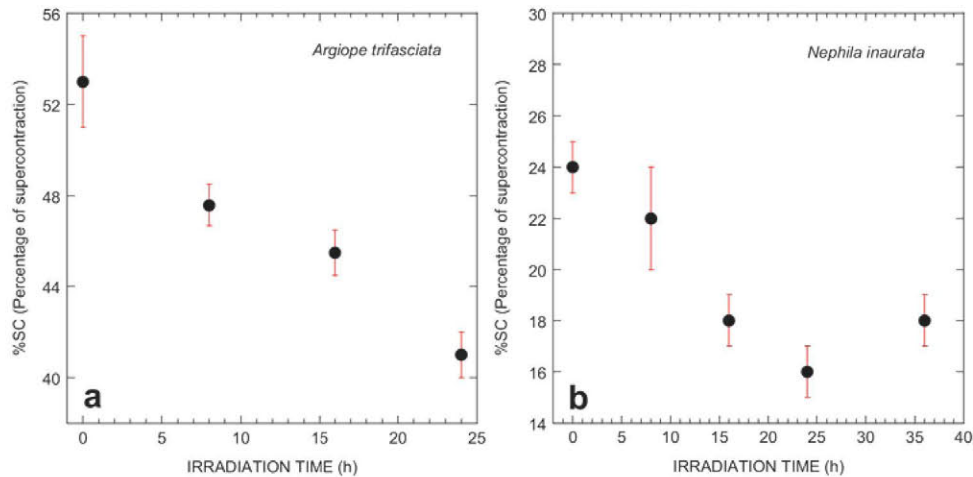 56
52
48
44
40
%SC (Percentage of supercontraction)
Argiope trifasciata
a
0 5 10 15 20 25
IRRADIATION TIME (h)
30
28
26
24
22
20
18
16
14
%SC (Percentage of supercontraction)
Nephila inaurata
b
0 5 10 15 20 25 30 35 40
IRRADIATION TIME (h)